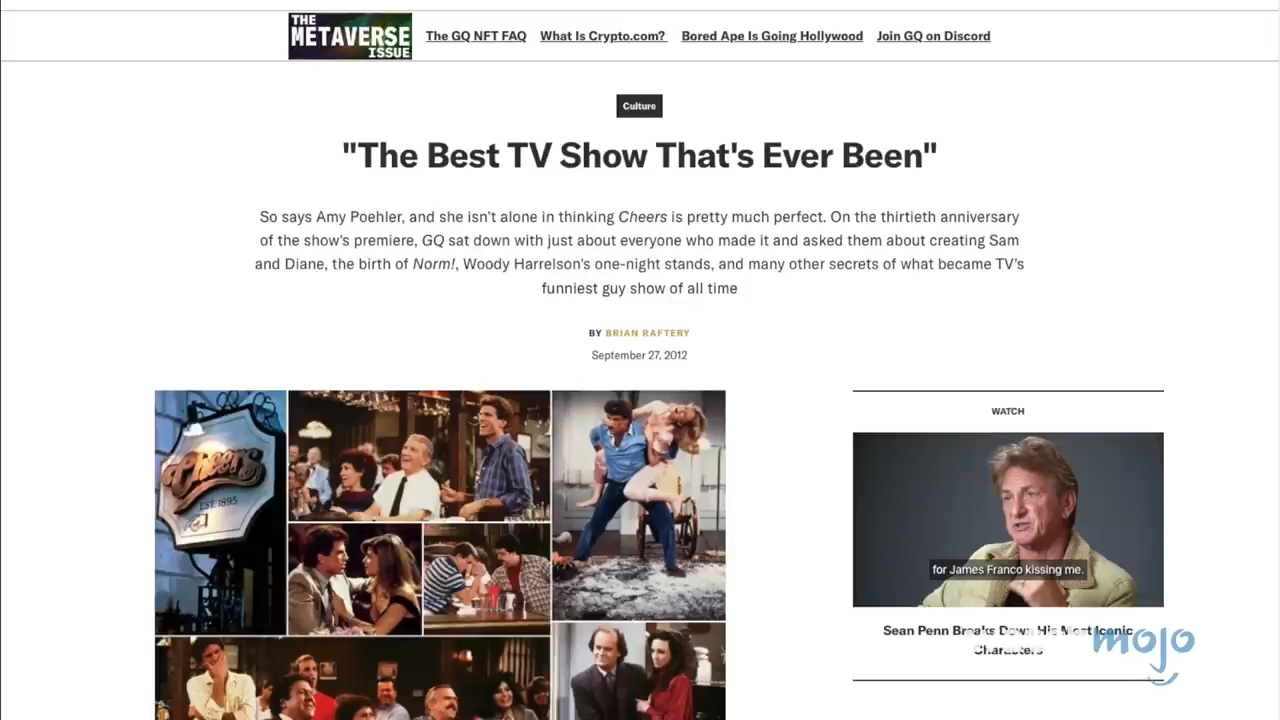 THE
METAVERSE
ISSUE
The GQ NFT FAQ What Is Crypto.com? Bored Ape Is Going Hollywood Join GQ on Discord
Culture
"The Best TV Show That's Ever Been"
So says Amy Poehler, and she isn't alone in thinking Cheers is pretty much perfect. On the thirtieth anniversary
of the show's premiere, GQ sat down with just about everyone who made it and asked them about creating Sam
and Diane, the birth of Norm!, Woody Harrelson's one-night stands, and many other secrets of what became TV's
funniest guy show of all time
BY BRIAN RAFTERY
September 27, 2012
Cheers
EST. 1895
WATCH
for James Franco kissing me.
Sean Penn Breaks Down His Most Iconic
Characters
mojo